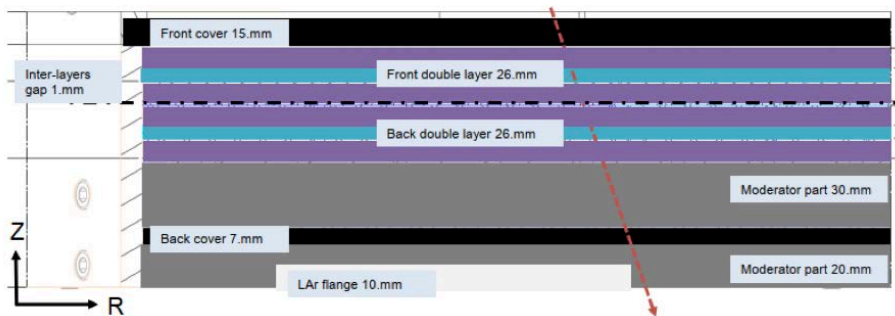 Front cover 15.mm
Inter-layers
gap 1.mm
Front double layer 26.mm
Back double layer 26.mm
Moderator part 30.mm
Back cover 7.mm
Z
LAr flange 10.mm
Moderator part 20.mm
R